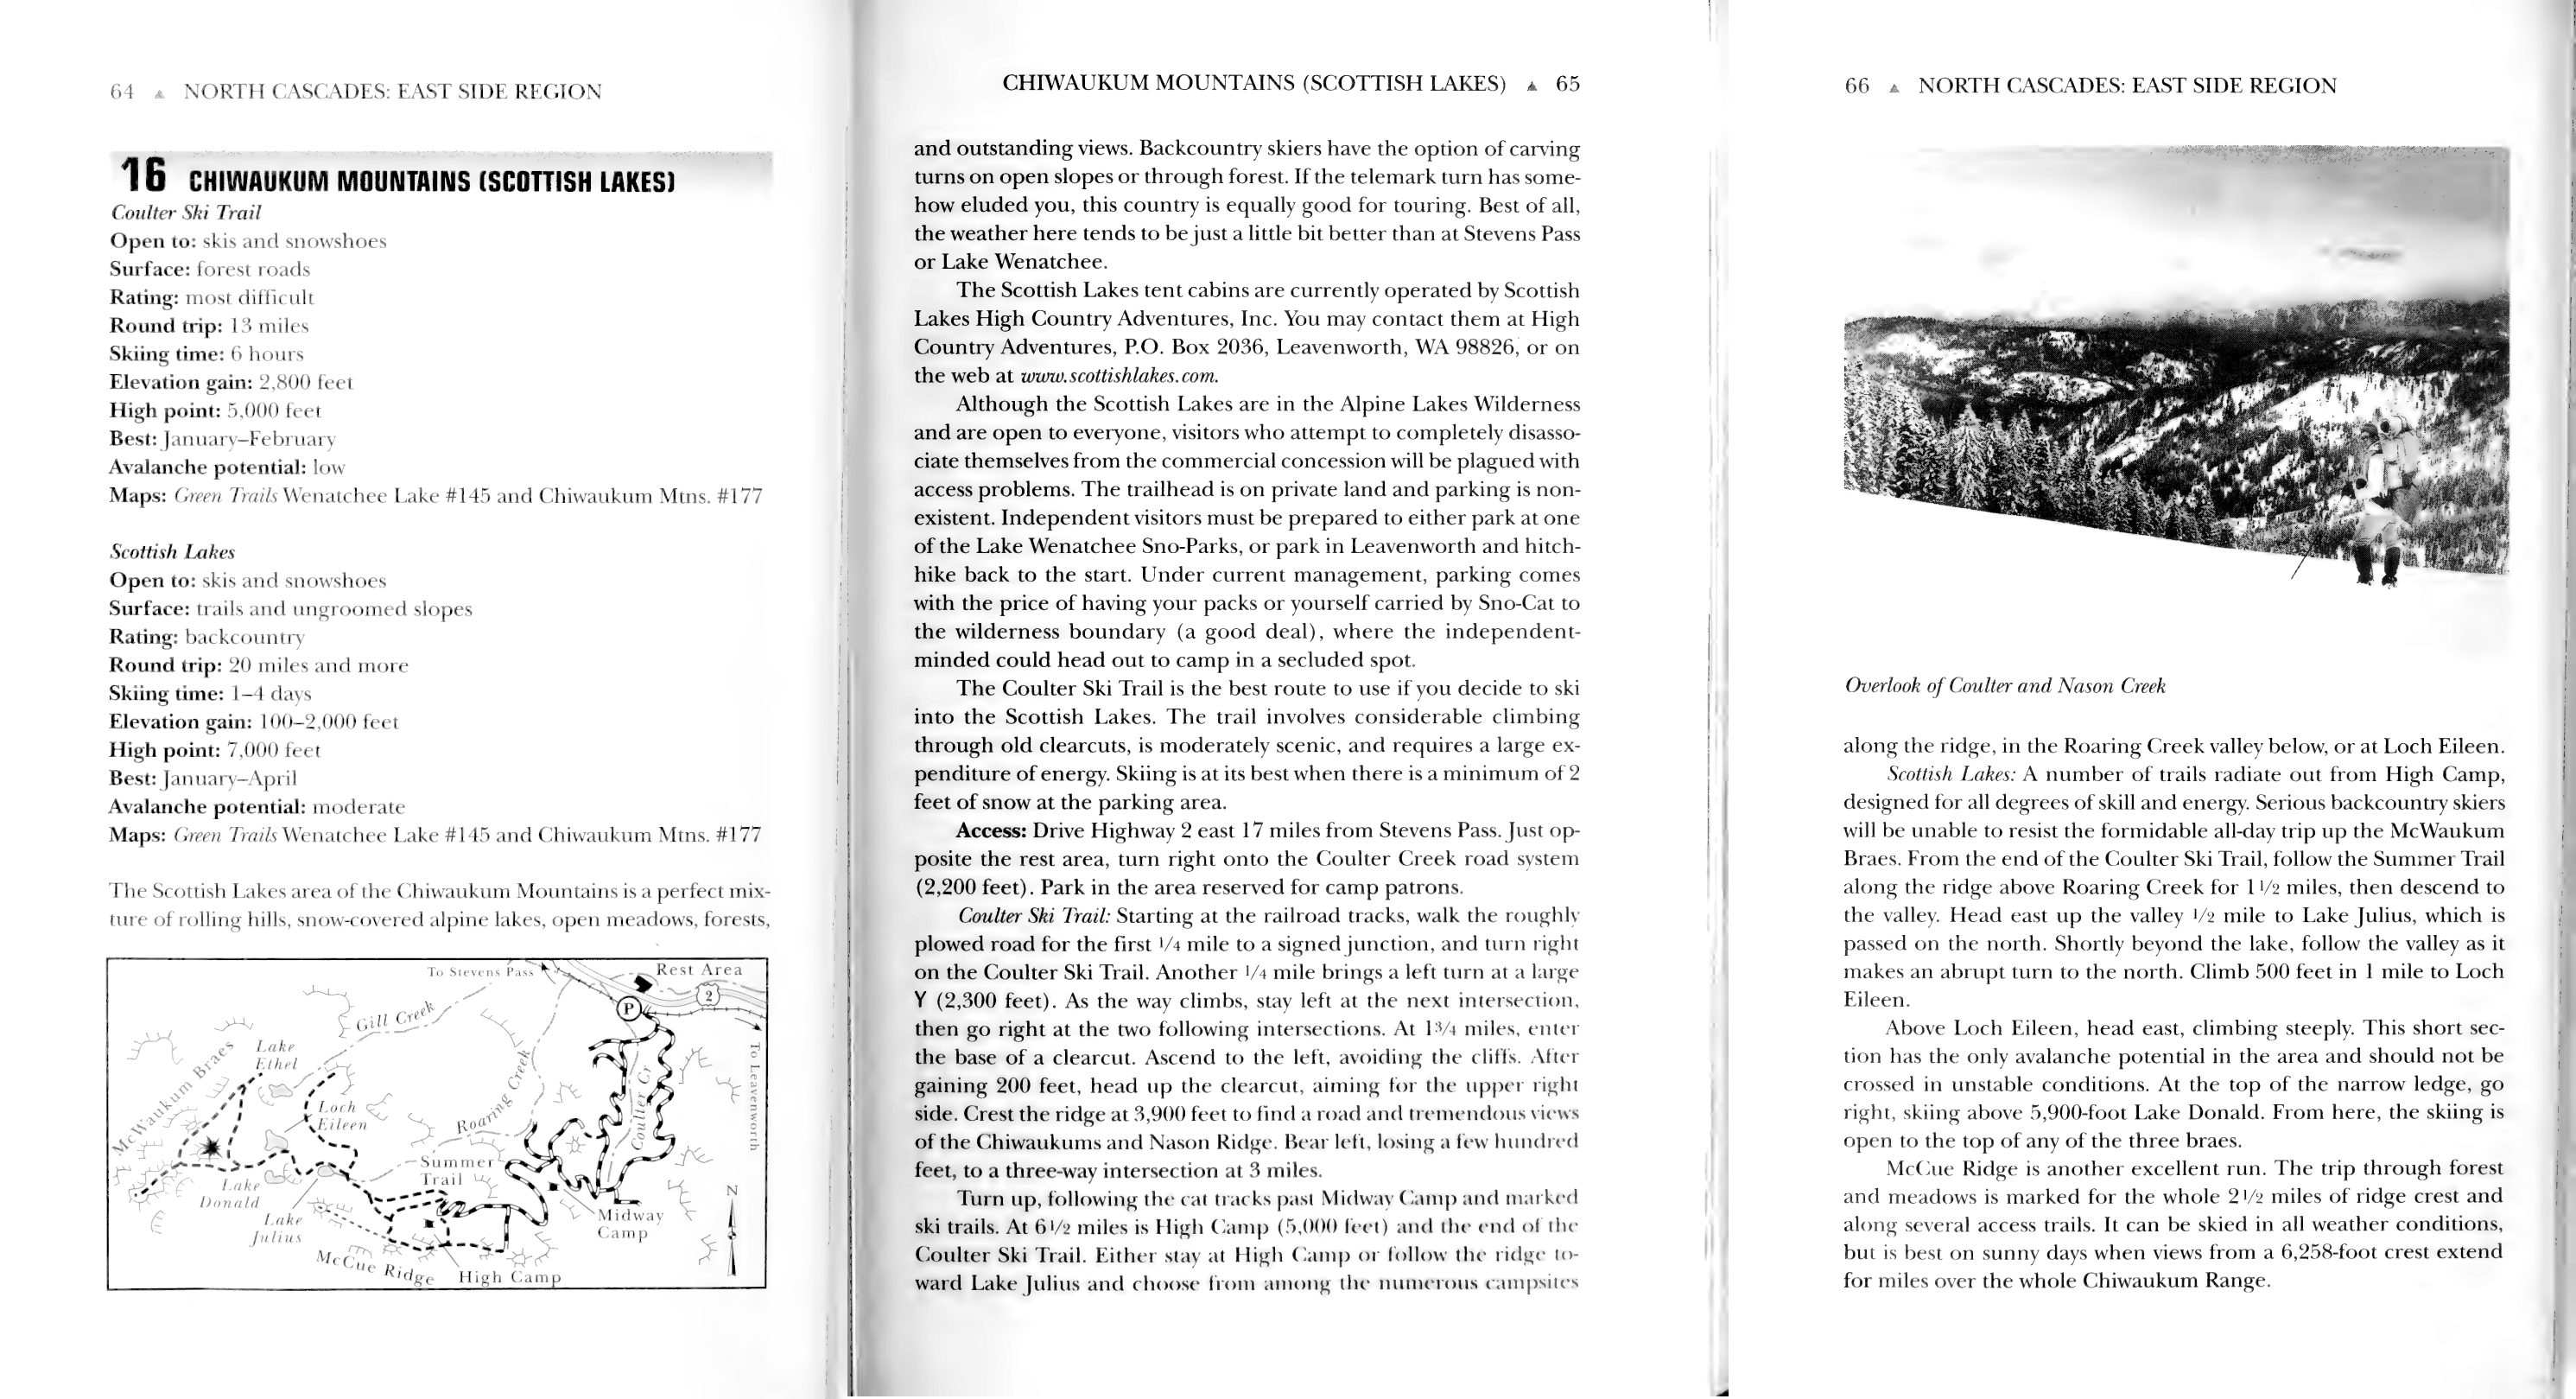 64 ▲ NORTH CASCADES: EAST SIDE REGION
16 CHIWAUKUM MOUNTAINS (SCOTTISH LAKES)
Coulter Ski Trail
Open to: skis and snowshoes
Surface: forest roads
Rating: most difficult
Round trip: 13 miles
Skiing time: 6 hours
Elevation gain: 2,800 feet
High point: 5,000 feet
Best: January–February
Avalanche potential: low
Maps: Green Trails Wenatchee Lake #145 and Chiwaukum Mtns. #177
Scottish Lakes
Open to: skis and snowshoes
Surface: trails and ungroomed slopes
Rating: backcountry
Round trip: 20 miles and more
Skiing time: 1–4 days
Elevation gain: 100–2,000 feet
High point: 7,000 feet
Best: January–April
Avalanche potential: moderate
Maps: Green Trails Wenatchee Lake #145 and Chiwaukum Mtns. #177
The Scottish Lakes area of the Chiwaukum Mountains is a perfect mix-
ture of rolling hills, snow-covered alpine lakes, open meadows, forests,
To Stevens Pass
Rest Area
2
P
Gill Creek
To Leavenworth
McWaukum Braes
Lake
Ethel
Roaring Creek
Coulter Cr
Loch
Eileen
Summer
Trail
Lake
Donald
Lake
Julius
N
Midway
Camp
McCue Ridge
High Camp
CHIWAUKUM MOUNTAINS (SCOTTISH LAKES) ▲ 65
and outstanding views. Backcountry skiers have the option of carving
turns on open slopes or through forest. If the telemark turn has some-
how eluded you, this country is equally good for touring. Best of all,
the weather here tends to be just a little bit better than at Stevens Pass
or Lake Wenatchee.
The Scottish Lakes tent cabins are currently operated by Scottish
Lakes High Country Adventures, Inc. You may contact them at High
Country Adventures, P.O. Box 2036, Leavenworth, WA 98826, or on
the web at www.scottishlakes.com.
Although the Scottish Lakes are in the Alpine Lakes Wilderness
and are open to everyone, visitors who attempt to completely disasso-
ciate themselves from the commercial concession will be plagued with
access problems. The trailhead is on private land and parking is non-
existent. Independent visitors must be prepared to either park at one
of the Lake Wenatchee Sno-Parks, or park in Leavenworth and hitch-
hike back to the start. Under current management, parking comes
with the price of having your packs or yourself carried by Sno-Cat to
the wilderness boundary (a good deal), where the independent-
minded could head out to camp in a secluded spot.
The Coulter Ski Trail is the best route to use if you decide to ski
into the Scottish Lakes. The trail involves considerable climbing
through old clearcuts, is moderately scenic, and requires a large ex-
penditure of energy. Skiing is at its best when there is a minimum of 2
feet of snow at the parking area.
Access: Drive Highway 2 east 17 miles from Stevens Pass. Just op-
posite the rest area, turn right onto the Coulter Creek road system
(2,200 feet). Park in the area reserved for camp patrons.
Coulter Ski Trail: Starting at the railroad tracks, walk the roughly
plowed road for the first 1/4 mile to a signed junction, and turn right
on the Coulter Ski Trail. Another 1/4 mile brings a left turn at a large
Y (2,300 feet). As the way climbs, stay left at the next intersection,
then go right at the two following intersections. At 1 3/4 miles, enter
the base of a clearcut. Ascend to the left, avoiding the cliffs. After
gaining 200 feet, head up the clearcut, aiming for the upper right
side. Crest the ridge at 3,900 feet to find a road and tremendous views
of the Chiwaukums and Nason Ridge. Bear left, losing a few hundred
feet, to a three-way intersection at 3 miles.
Turn up, following the cat tracks past Midway Camp and marked
ski trails. At 6 1/2 miles is High Camp (5,000 feet) and the end of the
Coulter Ski Trail. Either stay at High Camp or follow the ridge to-
ward Lake Julius and choose from among the numerous campsites
66 ▲ NORTH CASCADES: EAST SIDE REGION
Overlook of Coulter and Nason Creek
along the ridge, in the Roaring Creek valley below, or at Loch Eileen.
Scottish Lakes: A number of trails radiate out from High Camp,
designed for all degrees of skill and energy. Serious backcountry skiers
will be unable to resist the formidable all-day trip up the McWaukum
Braes. From the end of the Coulter Ski Trail, follow the Summer Trail
along the ridge above Roaring Creek for 1 1/2 miles, then descend to
the valley. Head east up the valley 1/2 mile to Lake Julius, which is
passed on the north. Shortly beyond the lake, follow the valley as it
makes an abrupt turn to the north. Climb 500 feet in 1 mile to Loch
Eileen.
Above Loch Eileen, head east, climbing steeply. This short sec-
tion has the only avalanche potential in the area and should not be
crossed in unstable conditions. At the top of the narrow ledge, go
right, skiing above 5,900-foot Lake Donald. From here, the skiing is
open to the top of any of the three braes.
McCue Ridge is another excellent run. The trip through forest
and meadows is marked for the whole 2 1/2 miles of ridge crest and
along several access trails. It can be skied in all weather conditions,
but is best on sunny days when views from a 6,258-foot crest extend
for miles over the whole Chiwaukum Range.